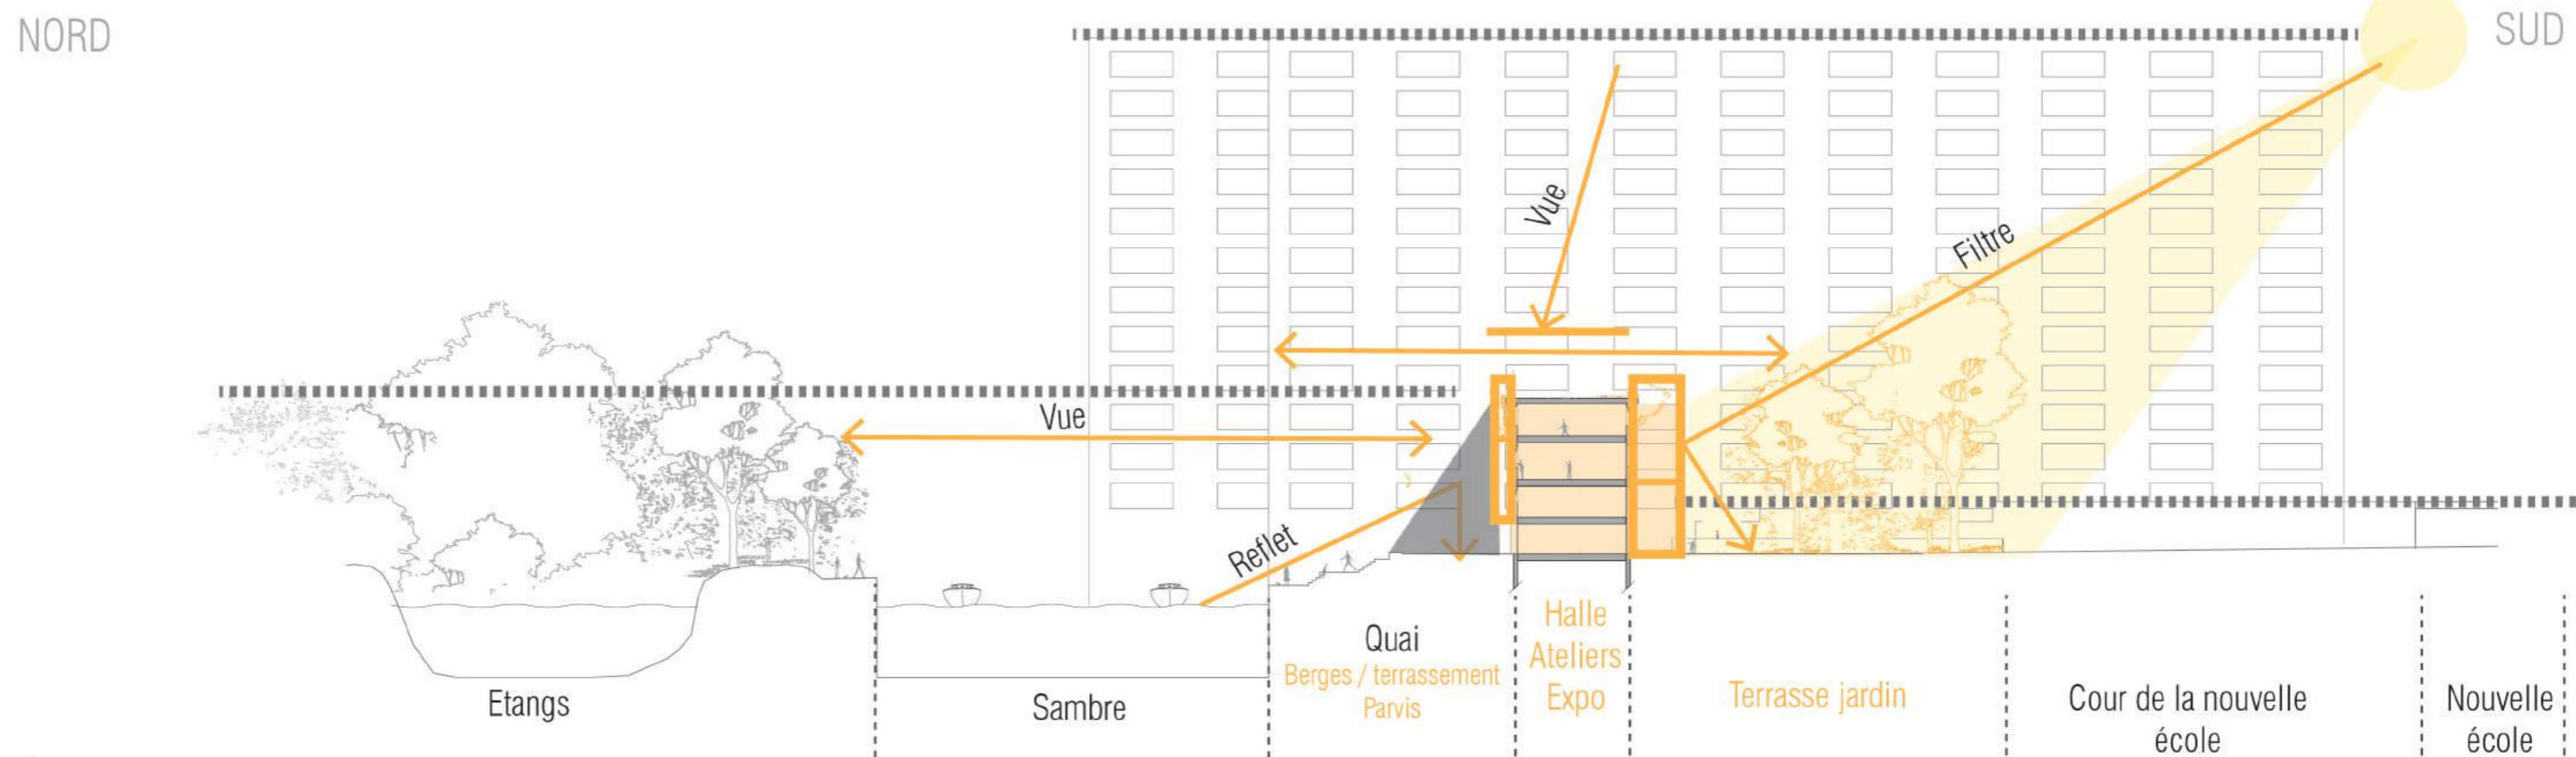 NORD
SUD
Vue
Filtre
Vue
Reflet
Etangs
Sambre
Quai
Berges / terrassement
Parvis
Halle
Ateliers
Expo
Terrasse jardin
Cour de la nouvelle
école
Nouvelle
école